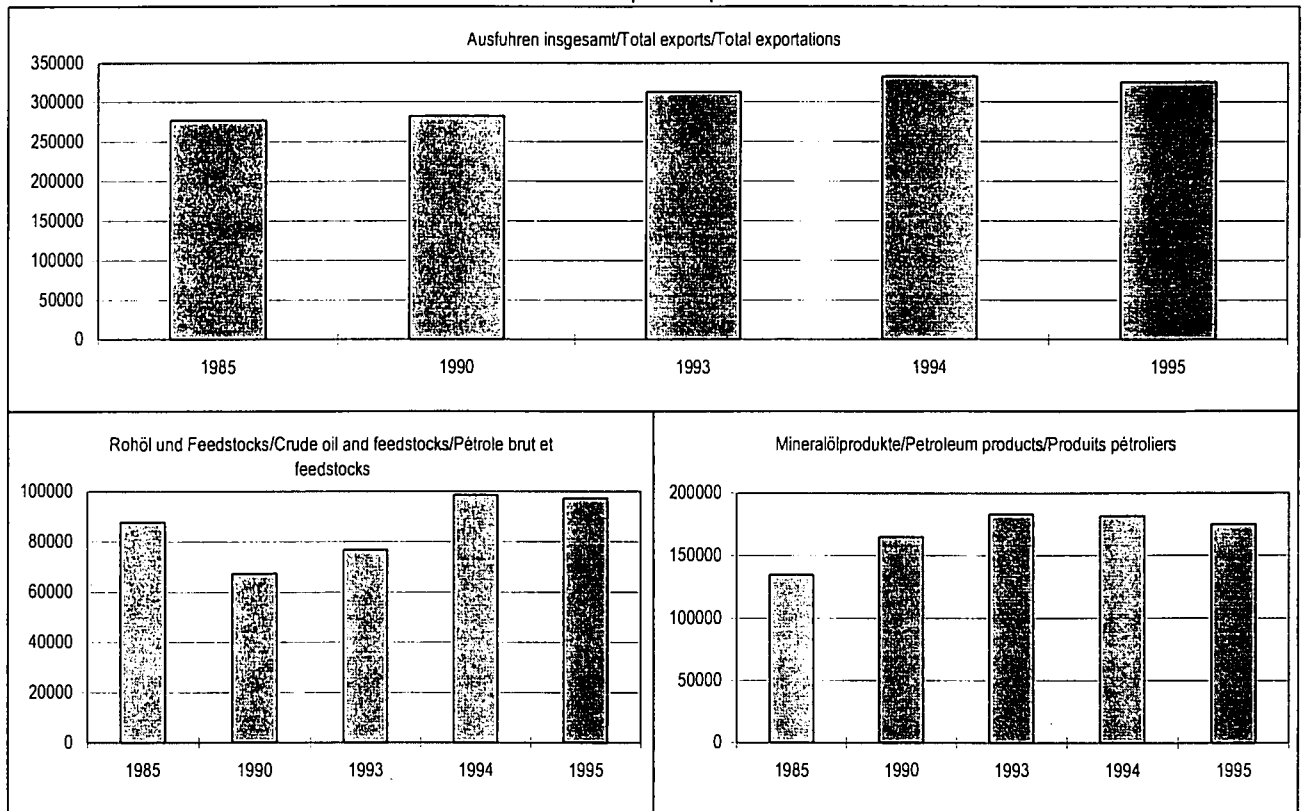 Ausfuhren insgesamt/Total exports/Total exportations
350000
300000
250000
200000
150000
100000
50000
0
1985 1990 1993 1994 1995
Rohöl und Feedstocks/Crude oil and feedstocks/Pétrole brut et
feedstocks
100000
80000
60000
40000
20000
0
1985 1990 1993 1994 1995
Mineralölprodukte/Petroleum products/Produits pétroliers
200000
150000
100000
50000
0
1985 1990 1993 1994 1995